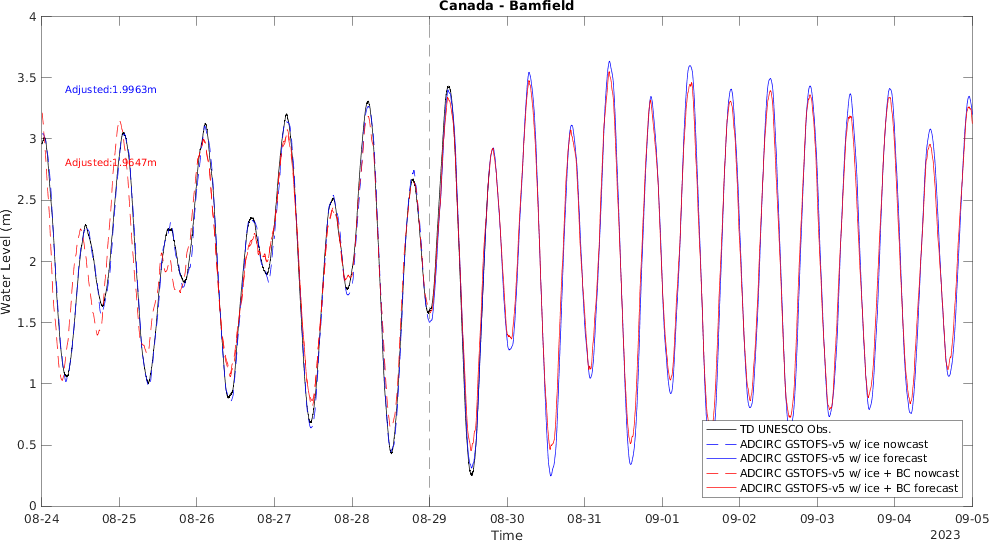 Canada - Bamfield
4
3.5
3
2.5
2
1.5
1
0.5
0
Water Level (m)
Adjusted:1.9963m
Adjusted:1.9647m
TD UNESCO Obs.
ADCIRC GSTOFS-v5 w/ ice nowcast
ADCIRC GSTOFS-v5 w/ ice forecast
ADCIRC GSTOFS-v5 w/ ice + BC nowcast
ADCIRC GSTOFS-v5 w/ ice + BC forecast
08-24 08-25 08-26 08-27 08-28 08-29 08-30 08-31 09-01 09-02 09-03 09-04 09-05
Time
2023